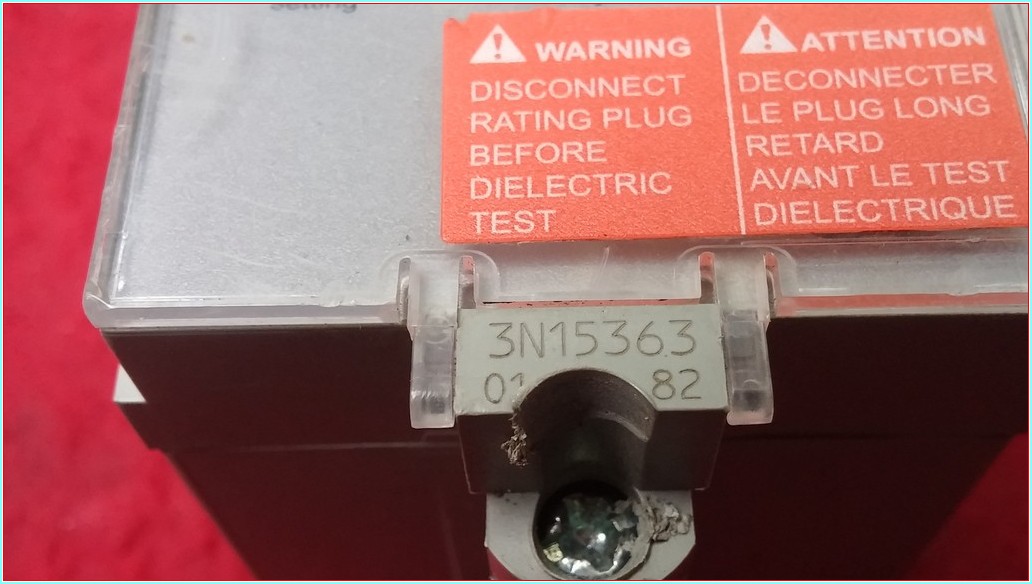 WARNING
DISCONNECT
RATING PLUG
BEFORE
DIELECTRIC
TEST
ATTENTION
DECONNECTER
LE PLUG LONG
RETARD
AVANT LE TEST
DIELECTRIQUE
3N15363
01 82